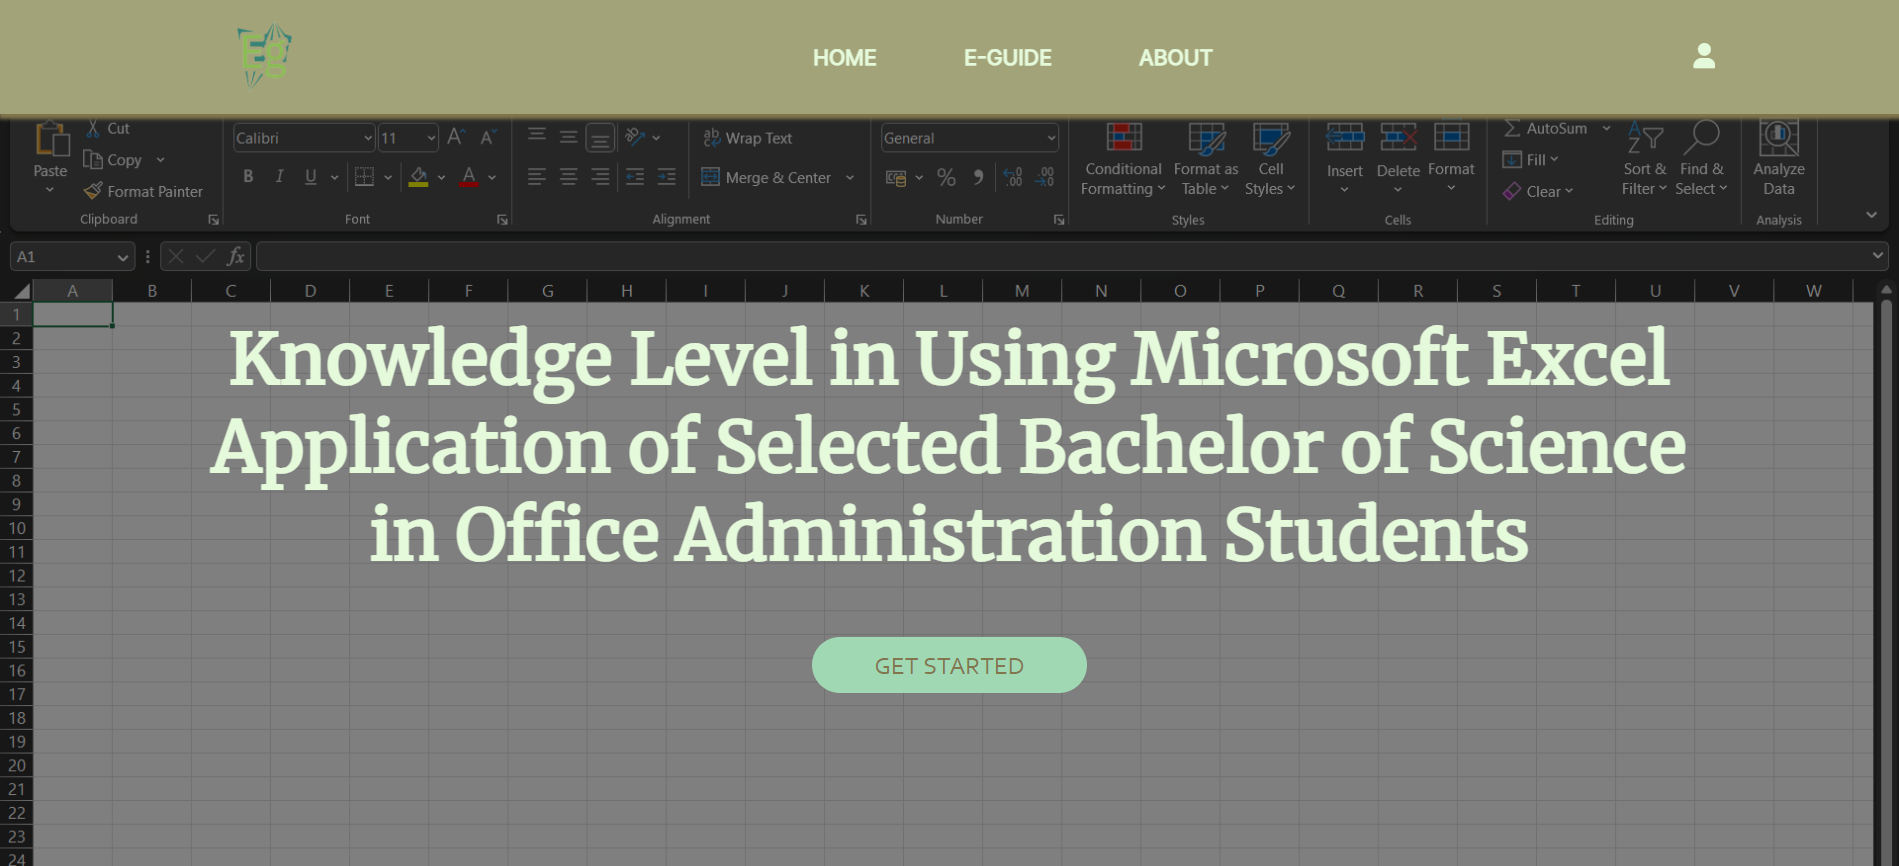 Eg
HOME E-GUIDE ABOUT
Cut
Copy
Paste
Format Painter
Clipboard
Calibri 11
B I U
Font
Wrap Text
Merge & Center
Alignment
General
Number
Conditional Formatting
Format as Table
Cell Styles
Styles
Insert Delete Format
Cells
AutoSum
Fill
Clear
Sort & Filter
Find & Select
Editing
Analyze Data
Analysis
A1 fx
A B C D E F G H I J K L M N O P Q R S T U V W
1
2
3
4
5
6
7
8
9
10
11
12
13
14
15
16
17
18
19
20
21
22
23
24
Knowledge Level in Using Microsoft Excel
Application of Selected Bachelor of Science
in Office Administration Students
GET STARTED